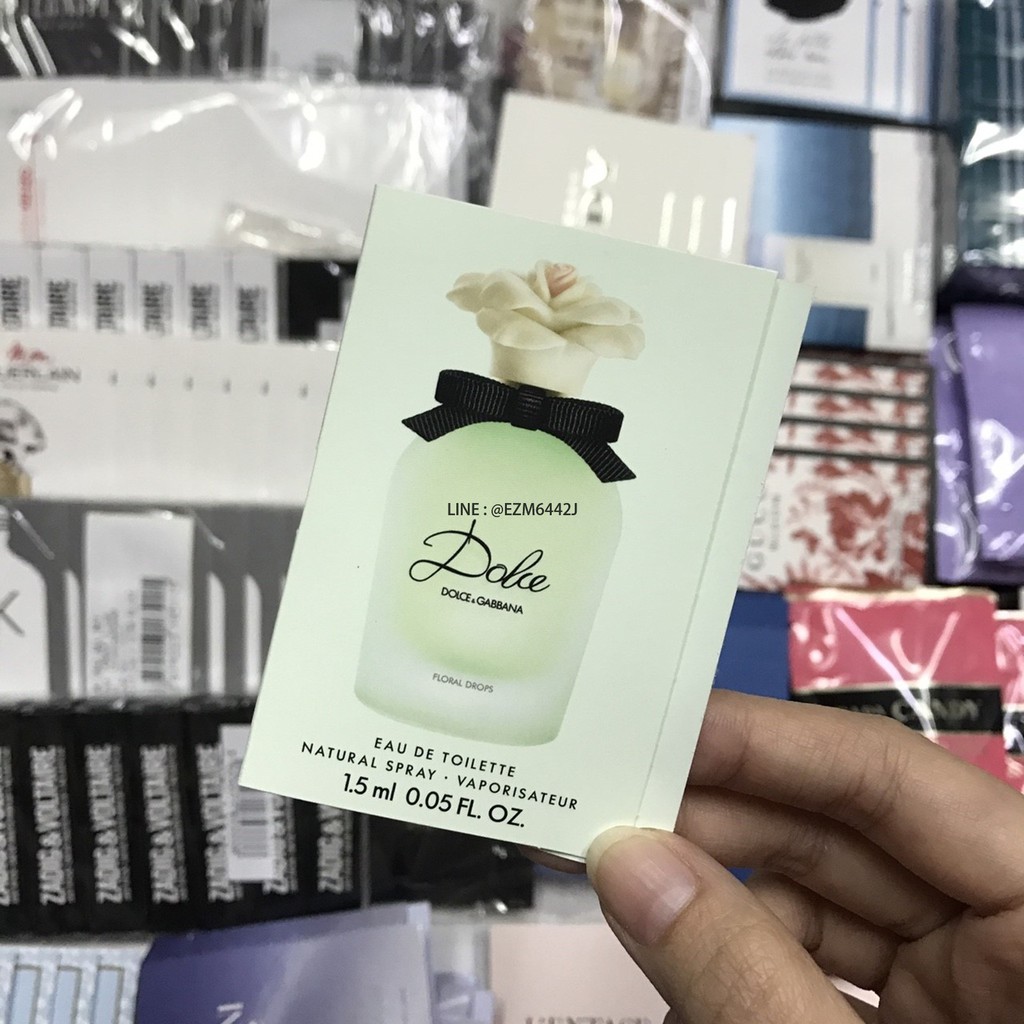 LINE : @EZM6442J
Dolce
DOLCE & GABBANA
FLORAL DROPS
EAU DE TOILETTE
NATURAL SPRAY · VAPORISATEUR
1.5 ml 0.05 FL. OZ.
ZADIG & VOLTAIRE
ZADIG & VOLTAIRE
ZADIG & VOLTAIRE
ZADIG & VOLTAIRE
CANDY